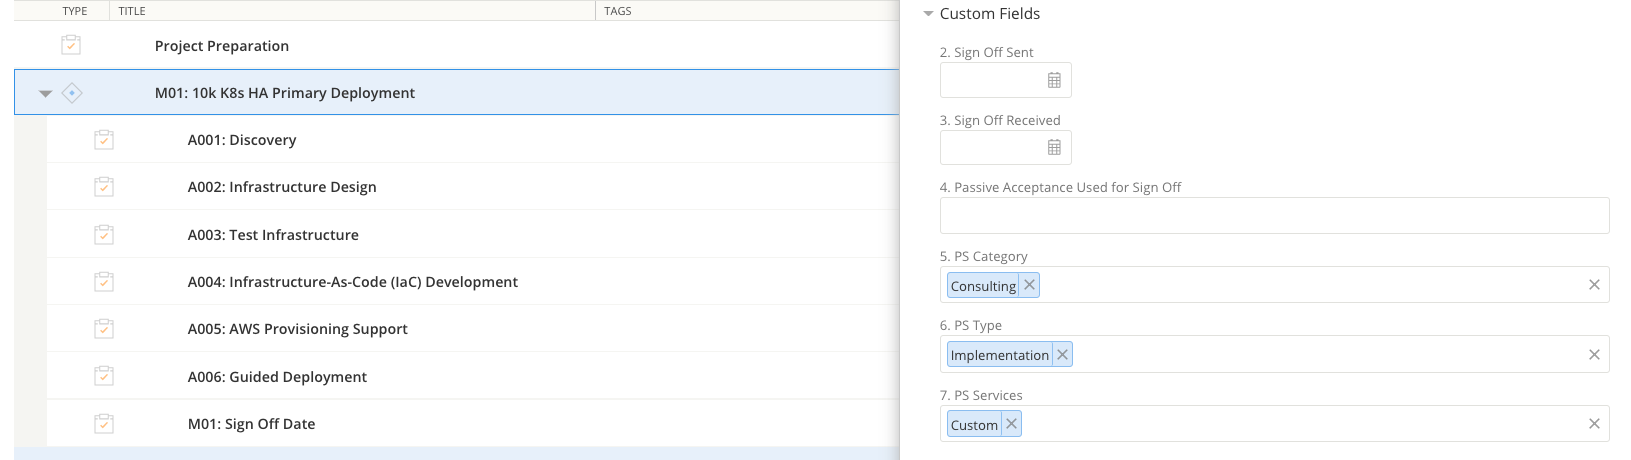 TYPE TITLE TAGS
Project Preparation
M01: 10k K8s HA Primary Deployment
A001: Discovery
A002: Infrastructure Design
A003: Test Infrastructure
A004: Infrastructure-As-Code (IaC) Development
A005: AWS Provisioning Support
A006: Guided Deployment
M01: Sign Off Date
Custom Fields
2. Sign Off Sent
3. Sign Off Received
4. Passive Acceptance Used for Sign Off
5. PS Category
Consulting
6. PS Type
Implementation
7. PS Services
Custom